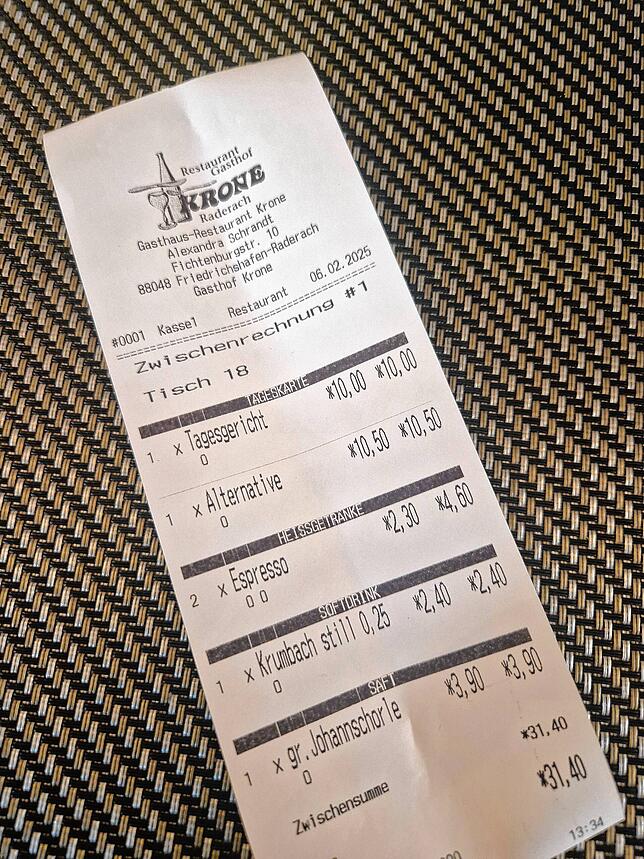 Restaurant
Gasthof
KRONE
Raderach
Gasthaus-Restaurant Krone
Alexandra Schrandt
Fichtenburgstr. 10
88048 Friedrichshafen-Raderach
Gasthof Krone
#0001 Kasse1 Restaurant 06.02.2025
Zwischenrechnung #1
Tisch 18
TAGESKARTE
1 x Tagesgericht *10,00 *10,00
0
1 x Alternative *10,50 *10,50
0
HEISSGETRÄNKE
2 x Espresso *2,30 *4,60
0 0
SOFTDRINK
1 x Krumbach still 0,25 *2,40 *2,40
0
SAFT
1 x gr.Johannschorle *3,90 *3,90
0
*31,40
Zwischensumme *31,40
13:34